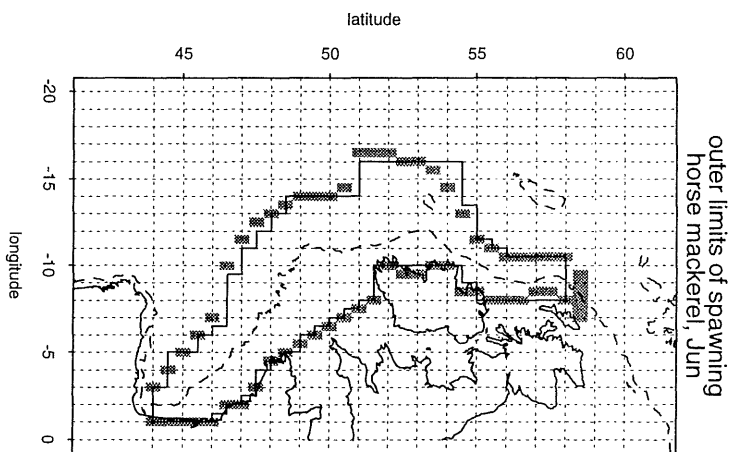 latitude
45 50 55 60
-20
-15
-10
-5
0
longitude
outer limits of spawning
horse mackerel, Jun